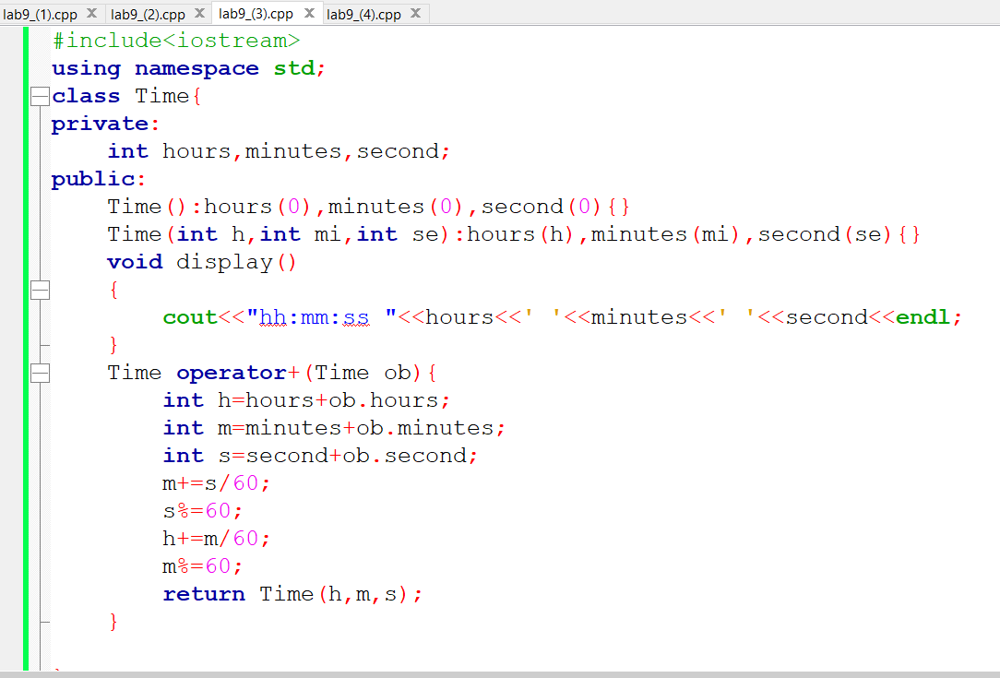 lab9_(1).cpp X lab9_(2).cpp X lab9_(3).cpp X lab9_(4).cpp X
#include<iostream>
using namespace std;
class Time{
private:
    int hours,minutes,second;
public:
    Time():hours(0),minutes(0),second(0){}
    Time(int h,int mi,int se):hours(h),minutes(mi),second(se){}
    void display()
    {
        cout<<"hh:mm:ss "<<hours<<' '<<minutes<<' '<<second<<endl;
    }
    Time operator+(Time ob){
        int h=hours+ob.hours;
        int m=minutes+ob.minutes;
        int s=second+ob.second;
        m+=s/60;
        s%=60;
        h+=m/60;
        m%=60;
        return Time(h,m,s);
    }